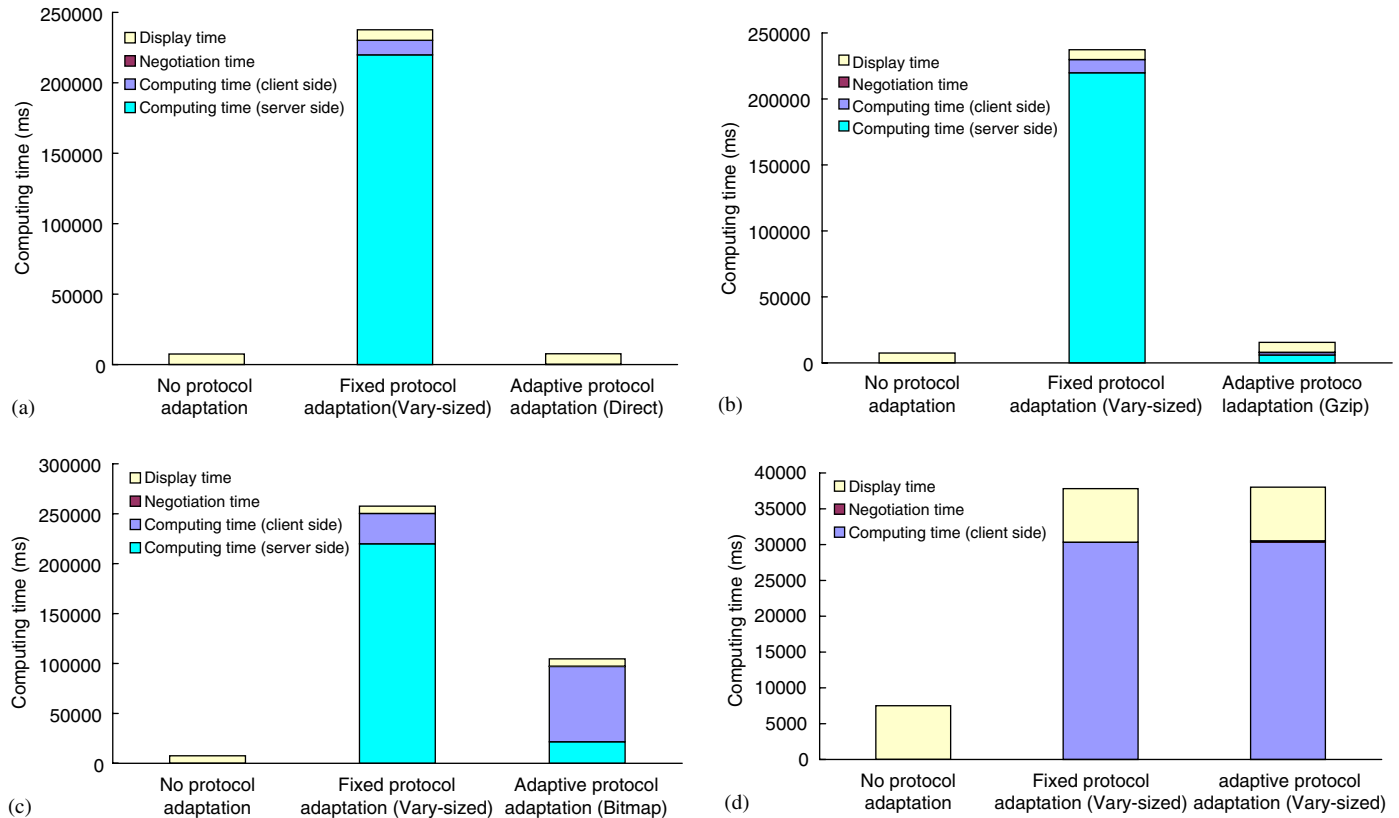 250000
200000
150000
100000
50000
0
Computing time (ms)
Display time
Negotiation time
Computing time (client side)
Computing time (server side)
No protocol
adaptation
Fixed protocol
adaptation(Vary-sized)
Adaptive protocol
adaptation (Direct)
(a)
250000
200000
150000
100000
50000
0
Computing time (ms)
Display time
Negotiation time
Computing time (client side)
Computing time (server side)
No protocol
adaptation
Fixed protocol
adaptation (Vary-sized)
Adaptive protoco
ladaptation (Gzip)
(b)
300000
250000
200000
150000
100000
50000
0
Computing time (ms)
Display time
Negotiation time
Computing time (client side)
Computing time (server side)
No protocol
adaptation
Fixed protocol
adaptation (Vary-sized)
Adaptive protocol
adaptation (Bitmap)
(c)
40000
35000
30000
25000
20000
15000
10000
5000
0
Computing time (ms)
Display time
Negotiation time
Computing time (client side)
No protocol
adaptation
Fixed protocol
adaptation (Vary-sized)
adaptive protocol
adaptation (Vary-sized)
(d)